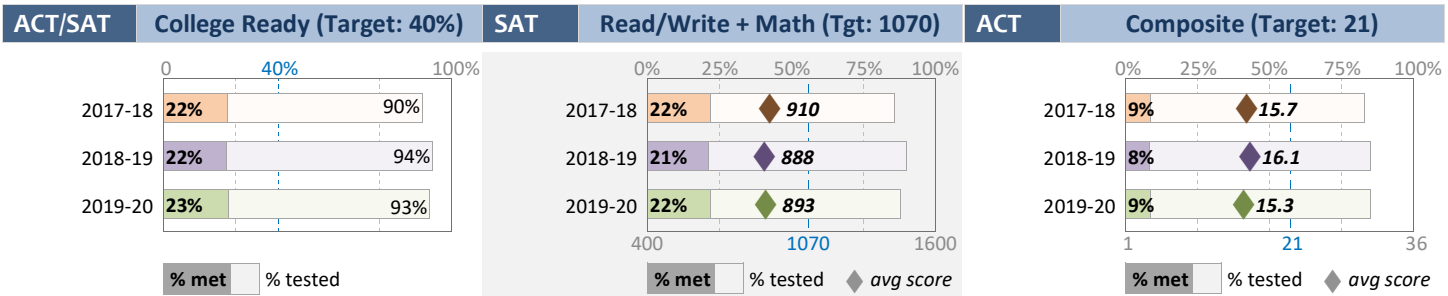 ACT/SAT College Ready (Target: 40%)
0 40% 100%
2017-18 22% 90%
2018-19 22% 94%
2019-20 23% 93%
% met % tested
SAT Read/Write + Math (Tgt: 1070)
0% 25% 50% 75% 100%
2017-18 22% 910
2018-19 21% 888
2019-20 22% 893
400 1070 1600
% met % tested avg score
ACT Composite (Target: 21)
0% 25% 50% 75% 100%
2017-18 9% 15.7
2018-19 8% 16.1
2019-20 9% 15.3
1 21 36
% met % tested avg score